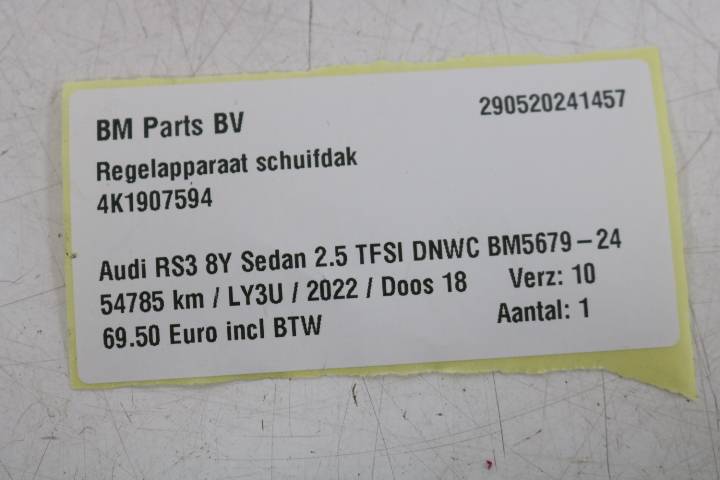 BM Parts BV 290520241457
Regelapparaat schuifdak
4K1907594
Audi RS3 8Y Sedan 2.5 TFSI DNWC BM5679-24
54785 km / LY3U / 2022 / Doos 18 Verz: 10
69.50 Euro incl BTW Aantal: 1